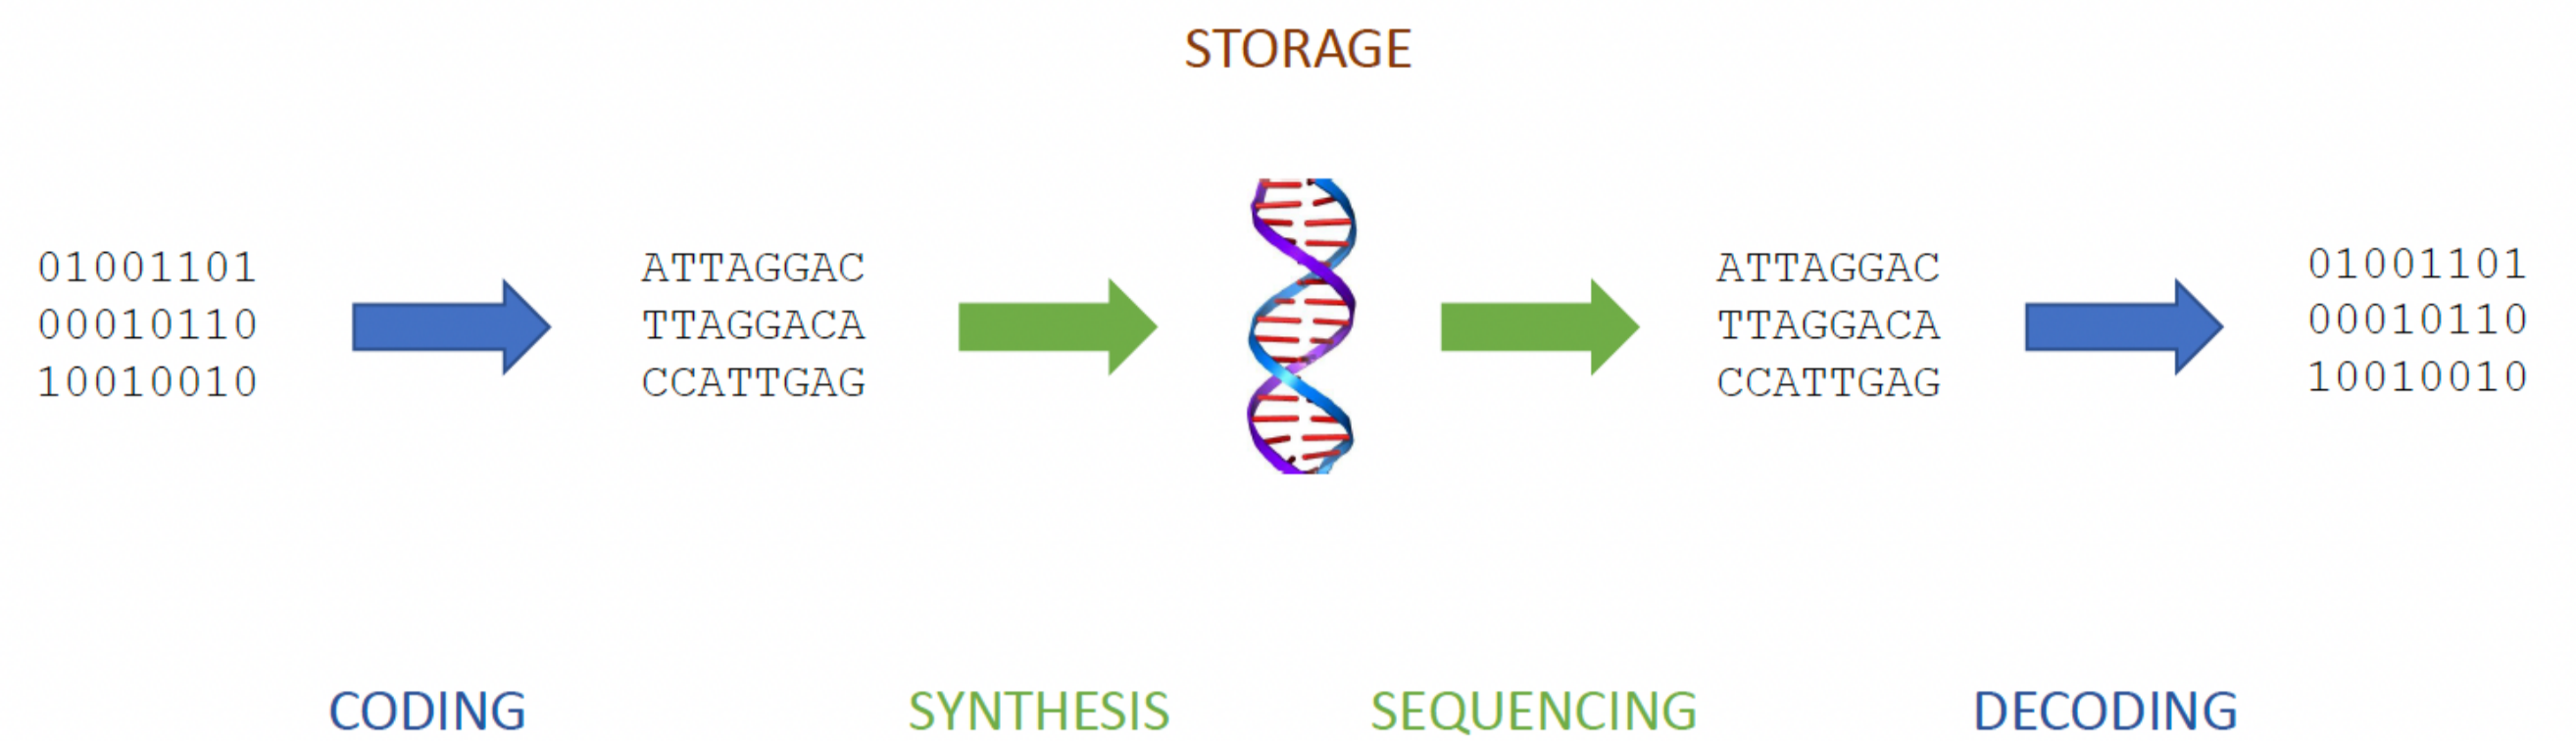 STORAGE
01001101
00010110
10010010
ATTAGGAC
TTAGGACA
CCATTGAG
ATTAGGAC
TTAGGACA
CCATTGAG
01001101
00010110
10010010
CODING
SYNTHESIS
SEQUENCING
DECODING